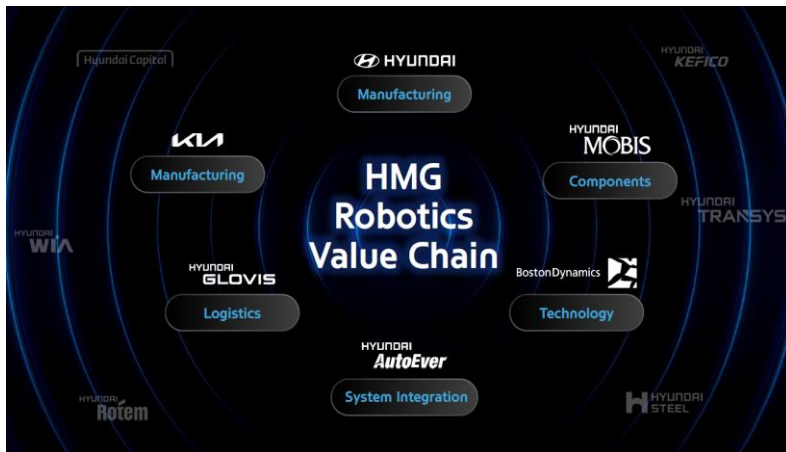 Hyundai Capital
HYUNDAI
Manufacturing
HYUNDAI
KEFICO
KIA
Manufacturing
HYUNDAI
MOBIS
Components
HMG
Robotics
Value Chain
HYUNDAI
WIA
HYUNDAI
TRANSYS
HYUNDAI
GLOVIS
Logistics
BostonDynamics
Technology
HYUNDAI
AutoEver
System Integration
HYUNDAI
Rotem
HYUNDAI
STEEL